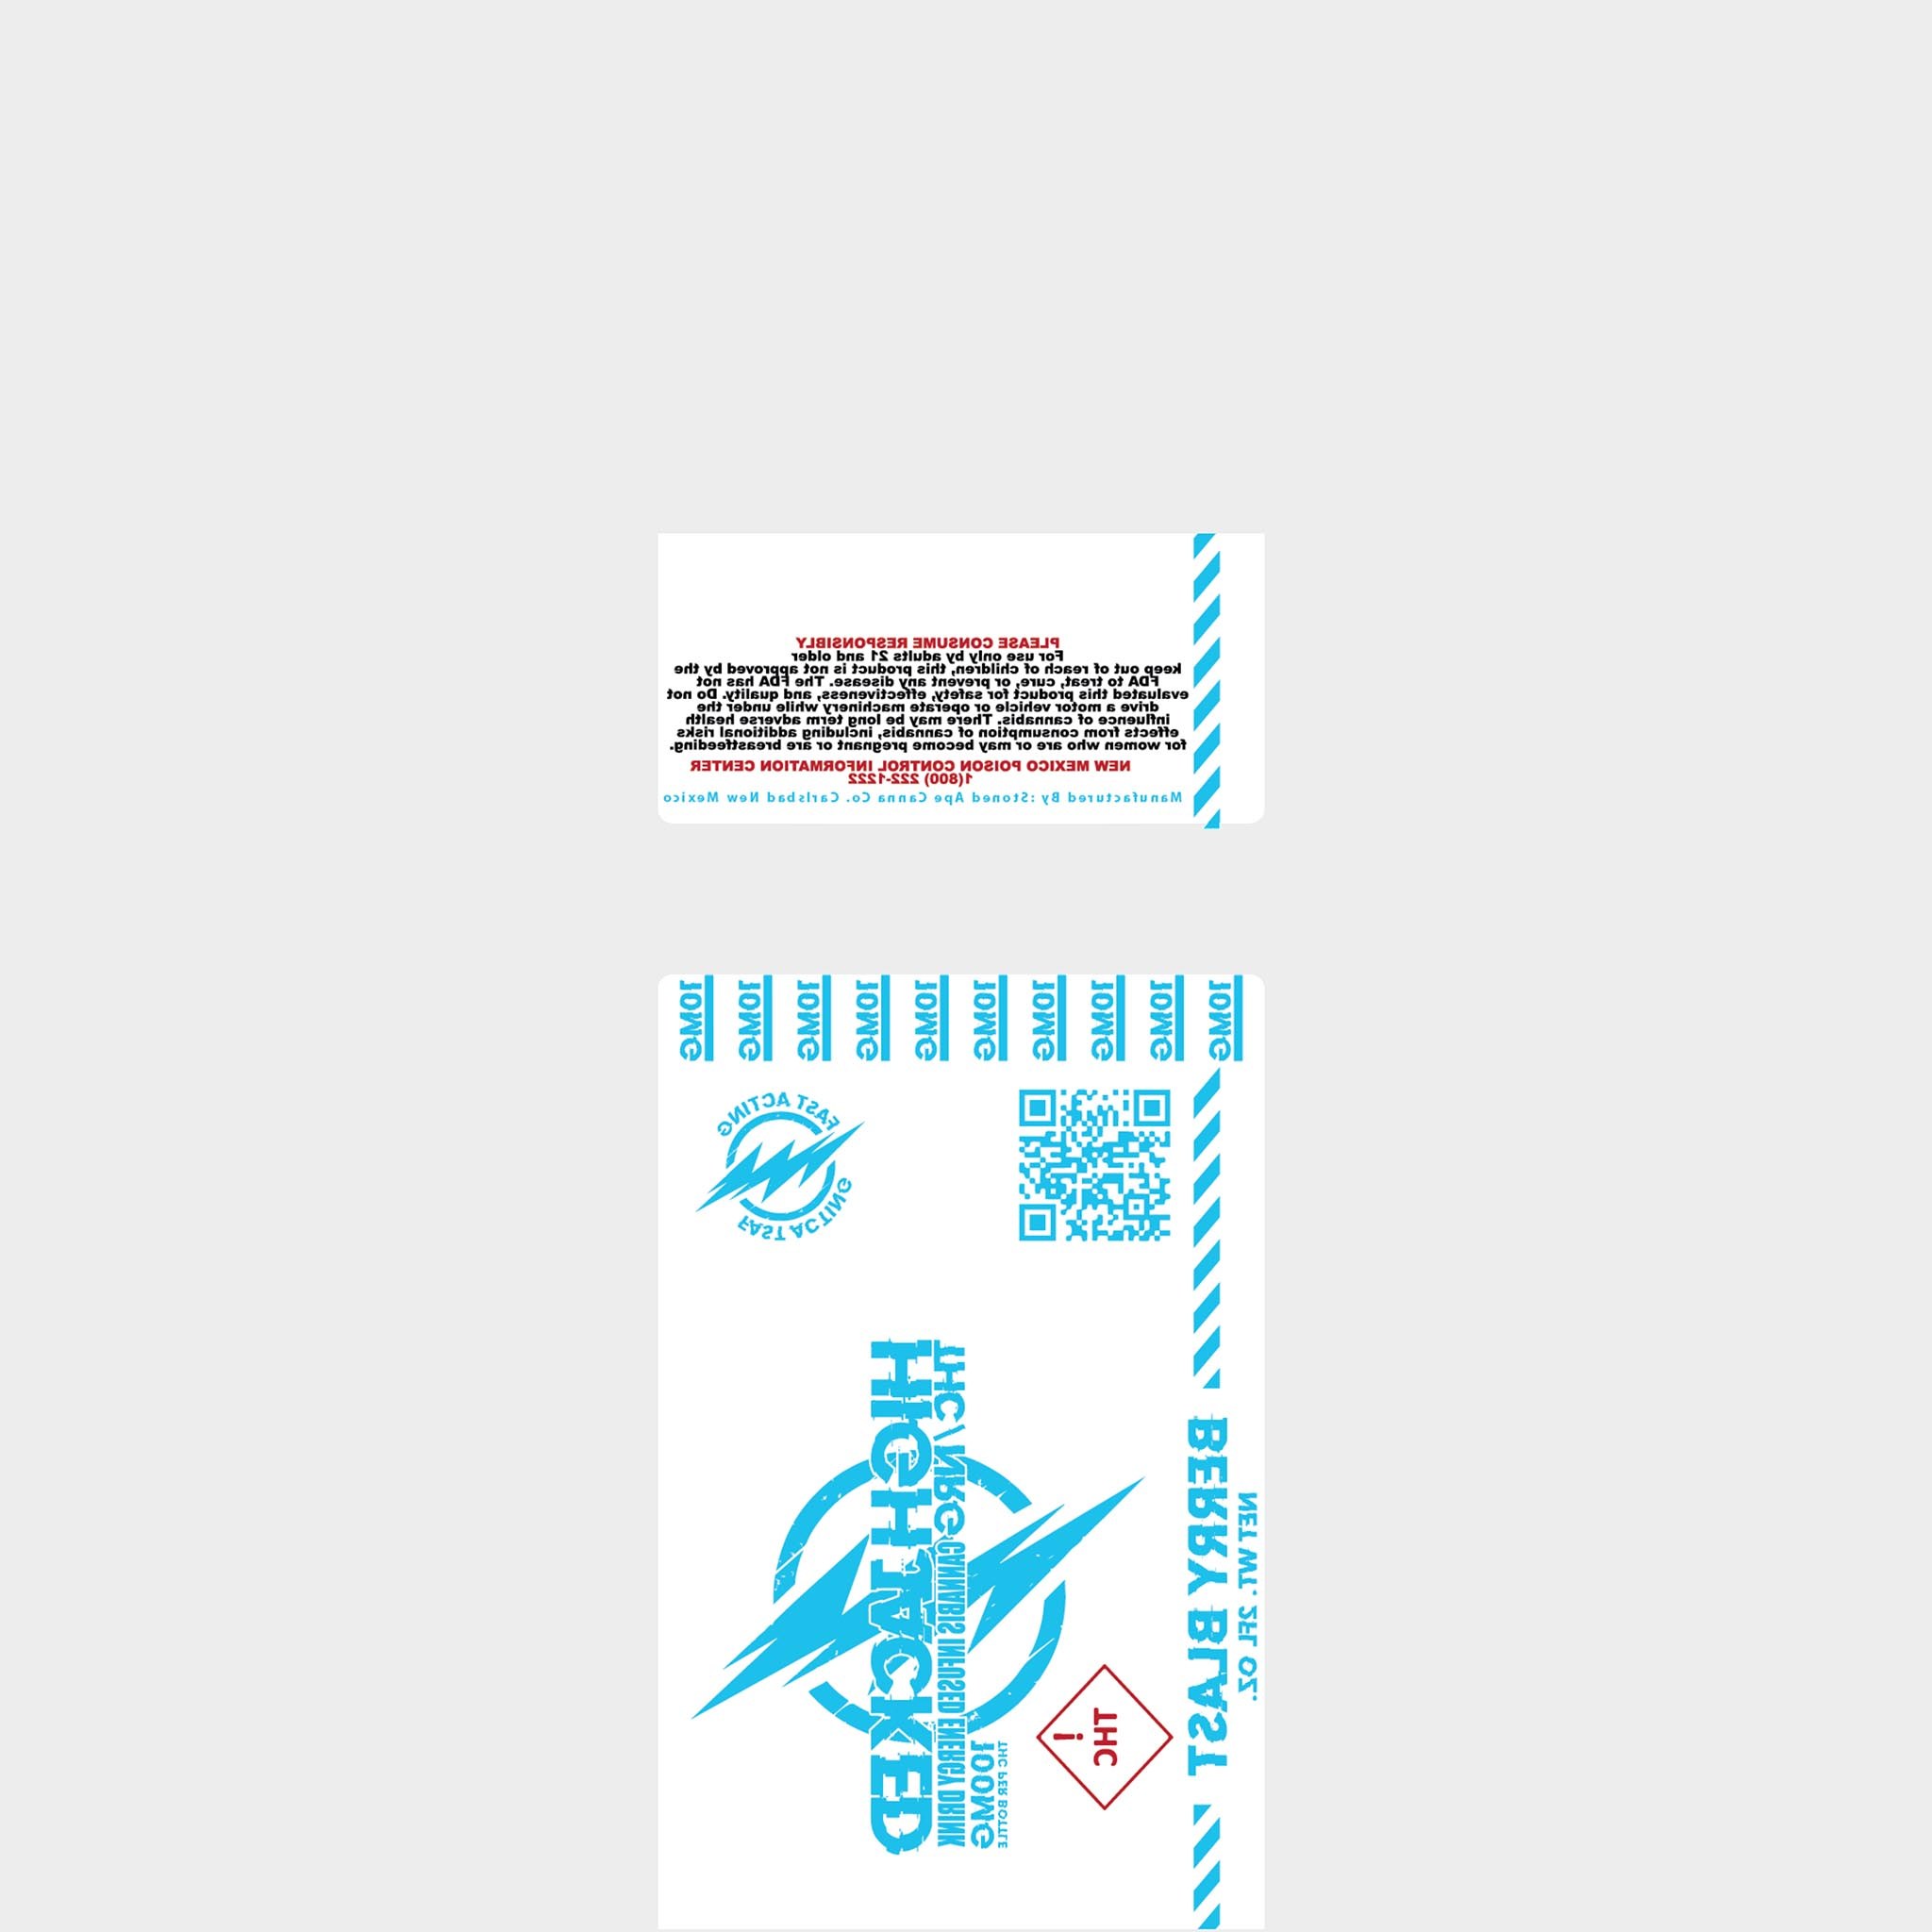 PLEASE CONSUME RESPONSIBLY
For use only by adults 21 and older
keep out of reach of children, this product is not approved by the
FDA to treat, cure, or prevent any disease. The FDA has not
evaluated this product for safety, effectiveness, and quality. Do not
drive a motor vehicle or operate machinery while under the
influence of cannabis. There may be long term adverse health
effects from consumption of cannabis, including additional risks
for women who are or may become pregnant or are breastfeeding.
NEW MEXICO POISON CONTROL INFORMATION CENTER
1(800) 222-1222
Manufactured By:Stoned Ape Canna Co. Carlsbad New Mexico
10MG
10MG
10MG
10MG
10MG
10MG
10MG
10MG
10MG
10MG
FAST ACTING
FAST ACTING
HIGHJACKED
THC/NRG
CANNABIS INFUSED ENERGY DRINK
100MG
THC PER BOTTLE
THC
!
BERRY BLAST